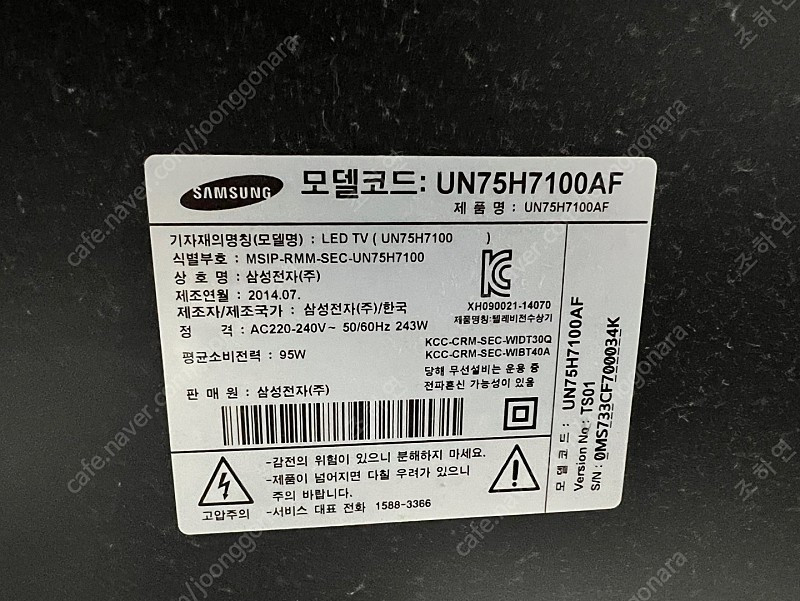 SAMSUNG 모델코드: UN75H7100AF
제 품 명 : UN75H7100AF
기자재의명칭(모델명) : LED TV ( UN75H7100 )
식별부호 : MSIP-RMM-SEC-UN75H7100
상 호 명 : 삼성전자(주)
제조연월 : 2014.07.
제조자/제조국가 : 삼성전자(주)/한국
정 격 : AC220-240V~ 50/60Hz 243W
평균소비전력 : 95W
판 매 원 : 삼성전자(주)
XH090021-14070
제품명칭:텔레비전수상기
KCC-CRM-SEC-WIDT30Q
KCC-CRM-SEC-WIBT40A
당해 무선설비는 운용 중
전파혼신 가능성이 있음
고압주의
-감전의 위험이 있으니 분해하지 마세요.
-제품이 넘어지면 다칠 우려가 있으니
주의 바랍니다.
-서비스 대표 전화 1588-3366
모 델 코 드 : UN75H7100AF
Version No : TS01
S/N : 0MS733CF700034K
cafe.naver.com/joonggonara
조하연